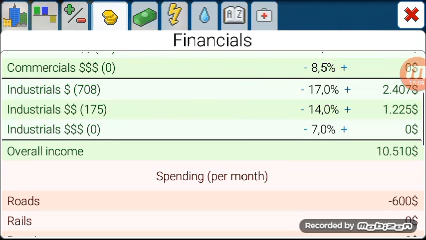 A Z
Financials
Commercials $$$ (0) - 8,5% + 0$
Industrials $ (708) - 17,0% + 2.407$
Industrials $$ (175) - 14,0% + 1.225$
Industrials $$$ (0) - 7,0% + 0$
Overall income 10.510$
Spending (per month)
Roads -600$
Rails 0$
RECORDED BY MOBIZEN